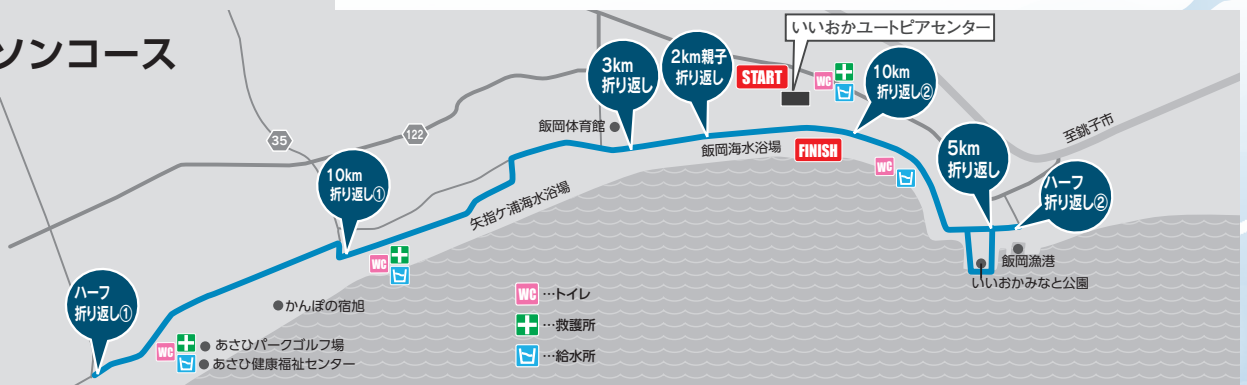 ソンコース
いいおかユートピアセンター
3km
折り返し
2km親子
折り返し
START
WC
10km
折り返し②
飯岡体育館
飯岡海水浴場
FINISH
WC
至銚子市
5km
折り返し
ハーフ
折り返し②
35
122
10km
折り返し①
矢指ケ浦海水浴場
WC
飯岡漁港
いいおかみなと公園
ハーフ
折り返し①
かんぽの宿旭
WC
あさひパークゴルフ場
あさひ健康福祉センター
WC…トイレ
…救護所
…給水所